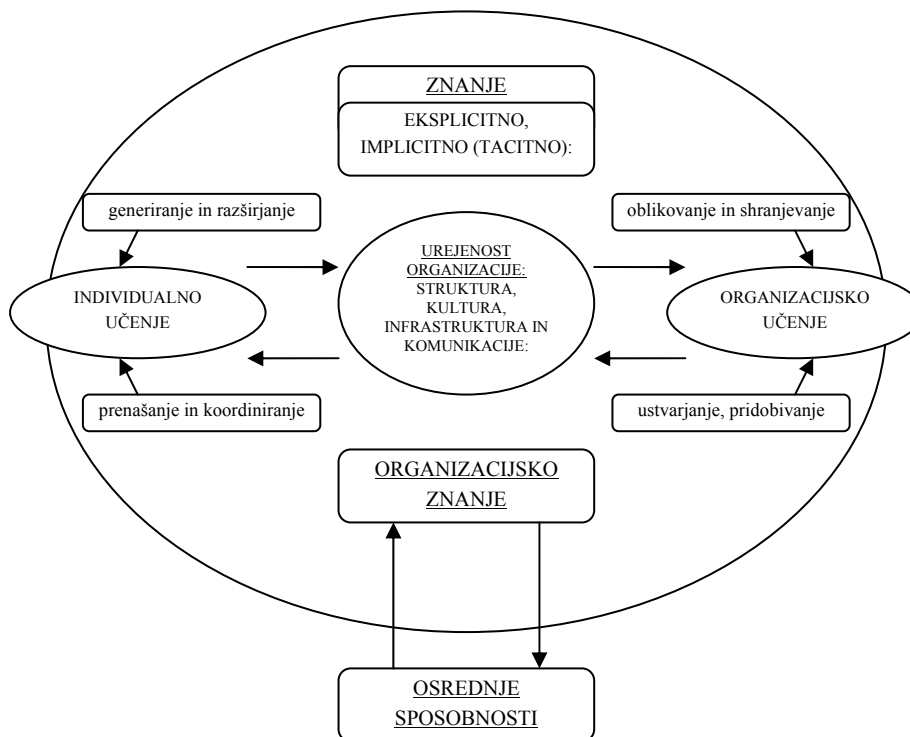 ZNANJE
EKSPLICITNO,
IMPLICITNO (TACITNO):
generiranje in razširjanje
oblikovanje in shranjevanje
UREJENOST
ORGANIZACIJE:
STRUKTURA,
KULTURA,
INFRASTRUKTURA IN
KOMUNIKACIJE:
INDIVIDUALNO
UČENJE
ORGANIZACIJSKO
UČENJE
prenašanje in koordiniranje
ustvarjanje, pridobivanje
ORGANIZACIJSKO
ZNANJE
OSREDNJE
SPOSOBNOSTI